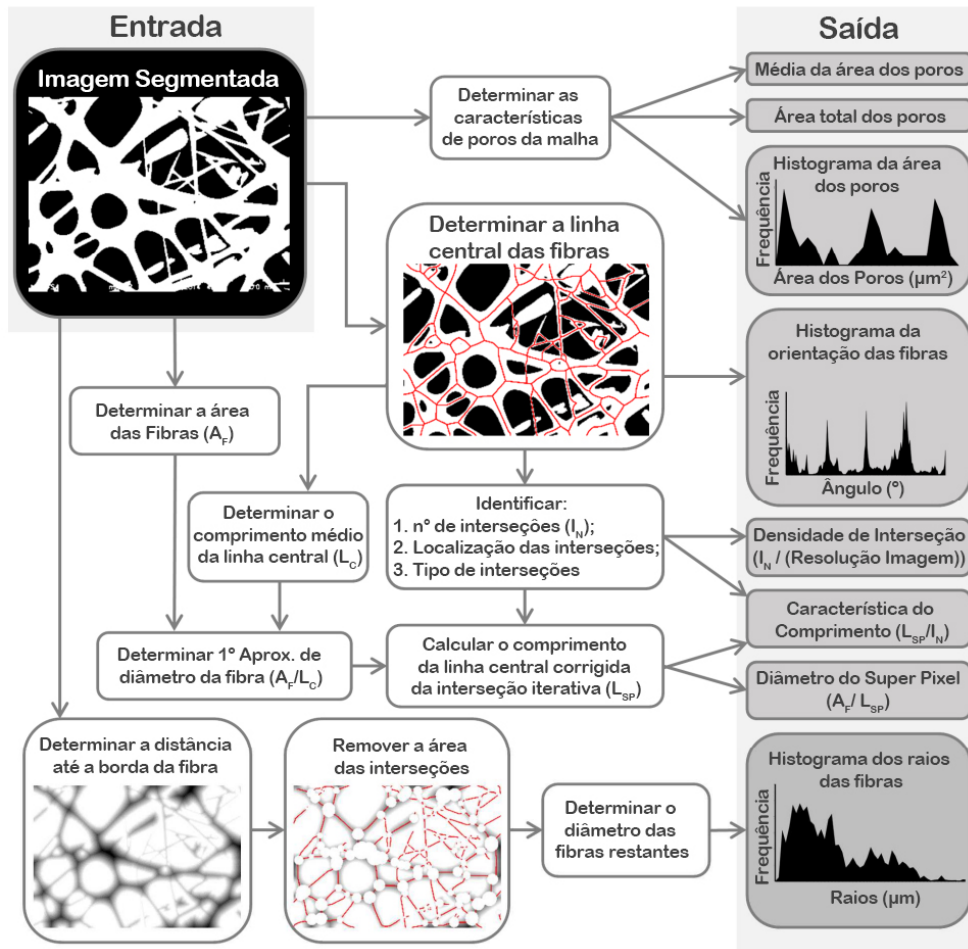 Entrada
Imagem Segmentada
Determinar as
características
de poros da malha
Determinar a linha
central das fibras
Determinar a área
das Fibras (A_F)
Determinar o
comprimento médio
da linha central (L_C)
Identificar:
1. nº de interseções (I_N);
2. Localização das interseções;
3. Tipo de interseções
Determinar 1º Aprox. de
diâmetro da fibra (A_F/L_C)
Calcular o comprimento
da linha central corrigida
da interseção iterativa (L_SP)
Determinar a distância
até a borda da fibra
Remover a área
das interseções
Determinar o
diâmetro das
fibras restantes
Saída
Média da área dos poros
Área total dos poros
Histograma da área
dos poros
Frequência
Área dos Poros (µm²)
Histograma da
orientação das fibras
Frequência
Ângulo (º)
Densidade de Interseção
(I_N / (Resolução Imagem))
Característica do
Comprimento (L_SP/I_N)
Diâmetro do Super Pixel
(A_F/ L_SP)
Histograma dos raios
das fibras
Frequência
Raios (µm)